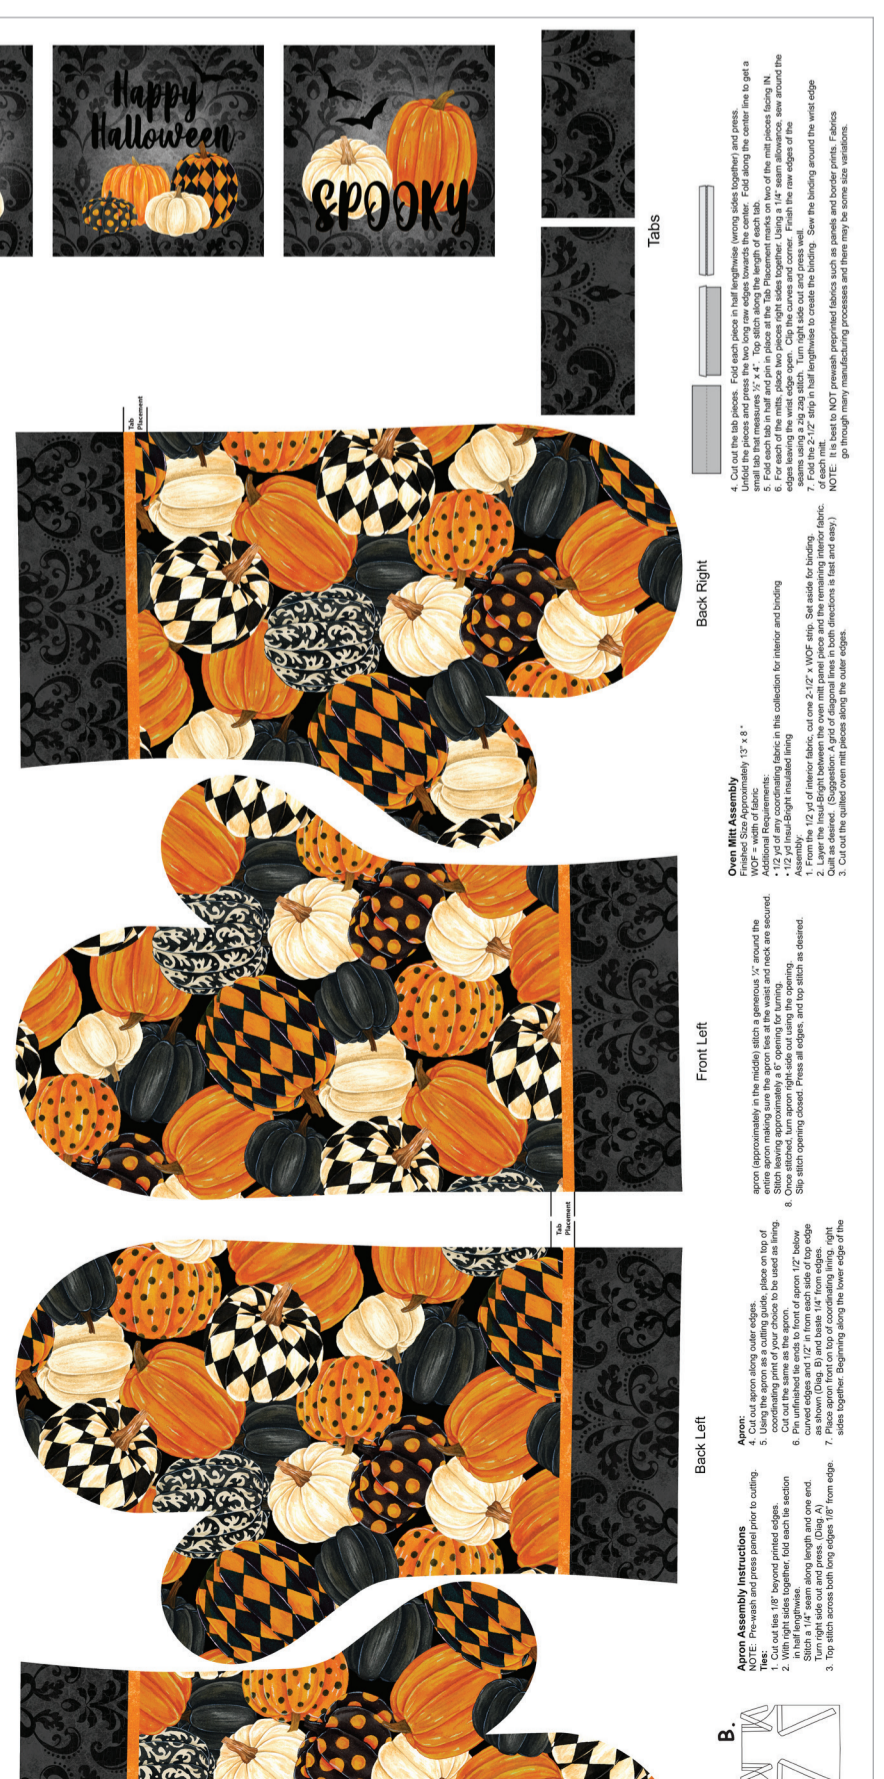 Happy
Halloween
SPOOKY
Tabs
Tab
Placement
Back Right
Front Left
Tab
Placement
Back Left
B.
Apron Assembly Instructions
NOTE: Pre-wash and press panel prior to cutting.
Ties:
1. Cut out ties 1/8" beyond printed edges.
2. With right sides together, fold each tie section
in half lengthwise.
Stitch a 1/4" seam along length and one end.
Turn right side out and press. (Diag. A)
3. Top stitch across both long edges 1/8" from edge.
Apron:
4. Cut out apron along outer edges.
5. Using the apron as a cutting guide, place on top of
coordinating print of your choice to be used as lining.
Cut out the same as the apron.
6. Pin unfinished tie ends to front of apron 1/2" below
curved edges and 1/2" in from each side of top edge
as shown (Diag. B) and baste 1/4" from edges.
7. Place apron front on top of coordinating lining, right
sides together. Beginning along the lower edge of the
apron (approximately in the middle) stitch a generous ¼" around the
entire apron making sure the apron ties at the waist and neck are secured.
Stitch leaving approximately a 6" opening for turning.
8. Once stitched, turn apron right-side out using the opening.
Slip stitch opening closed. Press all edges, and top stitch as desired.
Oven Mitt Assembly
Finished Size Approximately 13" x 8 "
WOF = width of fabric
Additional Requirements:
• 1/2 yd of any coordinating fabric in this collection for interior and binding
• 1/2 yd Insul-Bright insulated lining
Assembly:
1. From the 1/2 yd of interior fabric, cut one 2-1/2" x WOF strip. Set aside for binding.
2. Layer the Insul-Bright between the oven mitt panel piece and the remaining interior fabric.
Quilt as desired. (Suggestion: A grid of diagonal lines in both directions is fast and easy.)
3. Cut out the quilted oven mitt pieces along the outer edges.
4. Cut out the tab pieces. Fold each piece in half lengthwise (wrong sides together) and press.
Unfold the pieces and press the two long raw edges towards the center. Fold along the center line to get a
small tab that measures ½" x 4". Top stitch along the length of each tab.
5. Fold each tab in half and pin in place at the Tab Placement marks on two of the mitt pieces facing IN.
6. For each of the mitts, place two pieces right sides together. Using a 1/4" seam allowance, sew around the
edges leaving the wrist edge open. Clip the curves and corner. Finish the raw edges of the
seams using a zig zag stitch. Turn right side out and press well.
7. Fold the 2-1/2" strip in half lengthwise to create the binding. Sew the binding around the wrist edge
of each mitt.
NOTE: It is best to NOT prewash preprinted fabrics such as panels and border prints. Fabrics
go through many manufacturing processes and there may be some size variations.